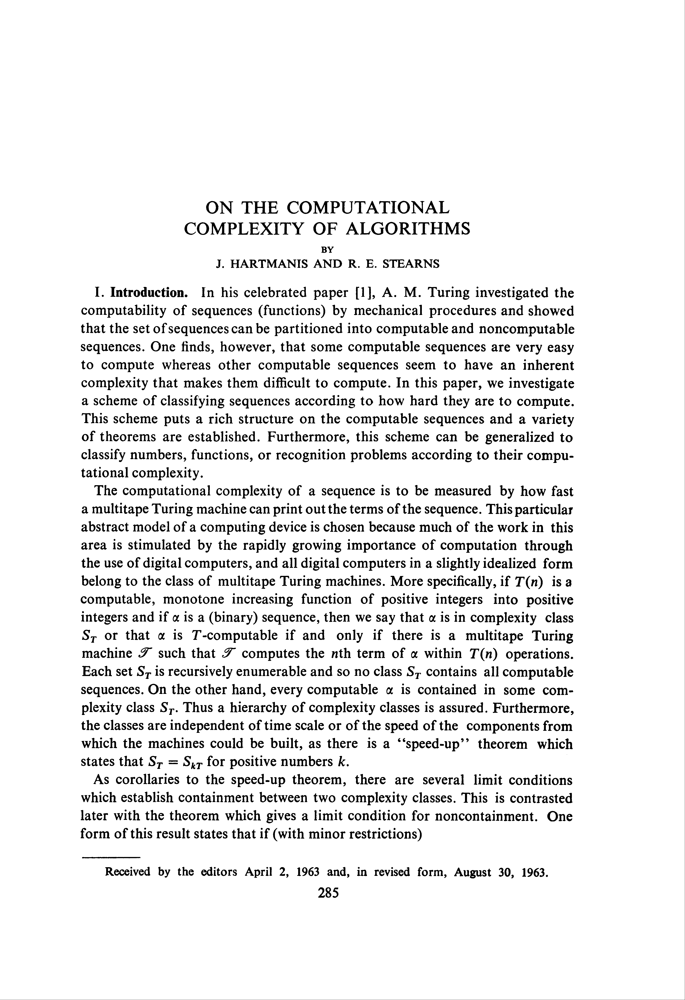 ON THE COMPUTATIONAL
COMPLEXITY OF ALGORITHMS
BY
J. HARTMANIS AND R. E. STEARNS
I. Introduction. In his celebrated paper [1], A. M. Turing investigated the
computability of sequences (functions) by mechanical procedures and showed
that the set of sequences can be partitioned into computable and noncomputable
sequences. One finds, however, that some computable sequences are very easy
to compute whereas other computable sequences seem to have an inherent
complexity that makes them difficult to compute. In this paper, we investigate
a scheme of classifying sequences according to how hard they are to compute.
This scheme puts a rich structure on the computable sequences and a variety
of theorems are established. Furthermore, this scheme can be generalized to
classify numbers, functions, or recognition problems according to their compu-
tational complexity.
The computational complexity of a sequence is to be measured by how fast
a multitape Turing machine can print out the terms of the sequence. This particular
abstract model of a computing device is chosen because much of the work in this
area is stimulated by the rapidly growing importance of computation through
the use of digital computers, and all digital computers in a slightly idealized form
belong to the class of multitape Turing machines. More specifically, if T(n) is a
computable, monotone increasing function of positive integers into positive
integers and if α is a (binary) sequence, then we say that α is in complexity class
S_T or that α is T-computable if and only if there is a multitape Turing
machine 𝒯 such that 𝒯 computes the nth term of α within T(n) operations.
Each set S_T is recursively enumerable and so no class S_T contains all computable
sequences. On the other hand, every computable α is contained in some com-
plexity class S_T. Thus a hierarchy of complexity classes is assured. Furthermore,
the classes are independent of time scale or of the speed of the components from
which the machines could be built, as there is a “speed-up” theorem which
states that S_T = S_kT for positive numbers k.
As corollaries to the speed-up theorem, there are several limit conditions
which establish containment between two complexity classes. This is contrasted
later with the theorem which gives a limit condition for noncontainment. One
form of this result states that if (with minor restrictions)
Received by the editors April 2, 1963 and, in revised form, August 30, 1963.
285